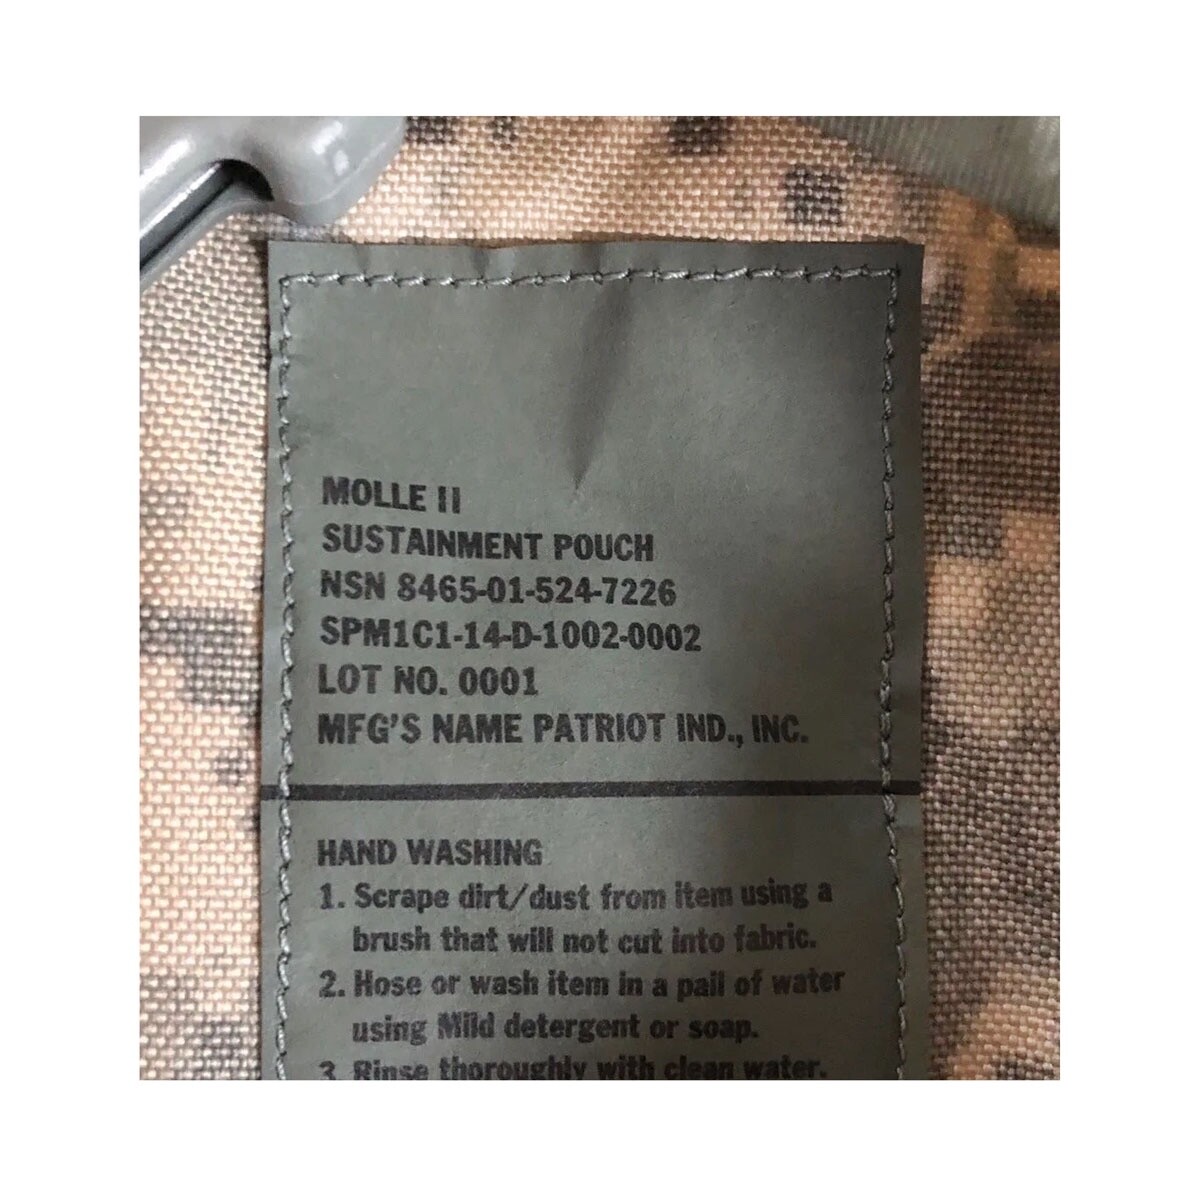 MOLLE II
SUSTAINMENT POUCH
NSN 8465-01-524-7226
SPM1C1-14-D-1002-0002
LOT NO. 0001
MFG'S NAME PATRIOT IND., INC.
HAND WASHING
1. Scrape dirt/dust from item using a
brush that will not cut into fabric.
2. Hose or wash item in a pail of water
using Mild detergent or soap.
3. Rinse thoroughly with clean water.